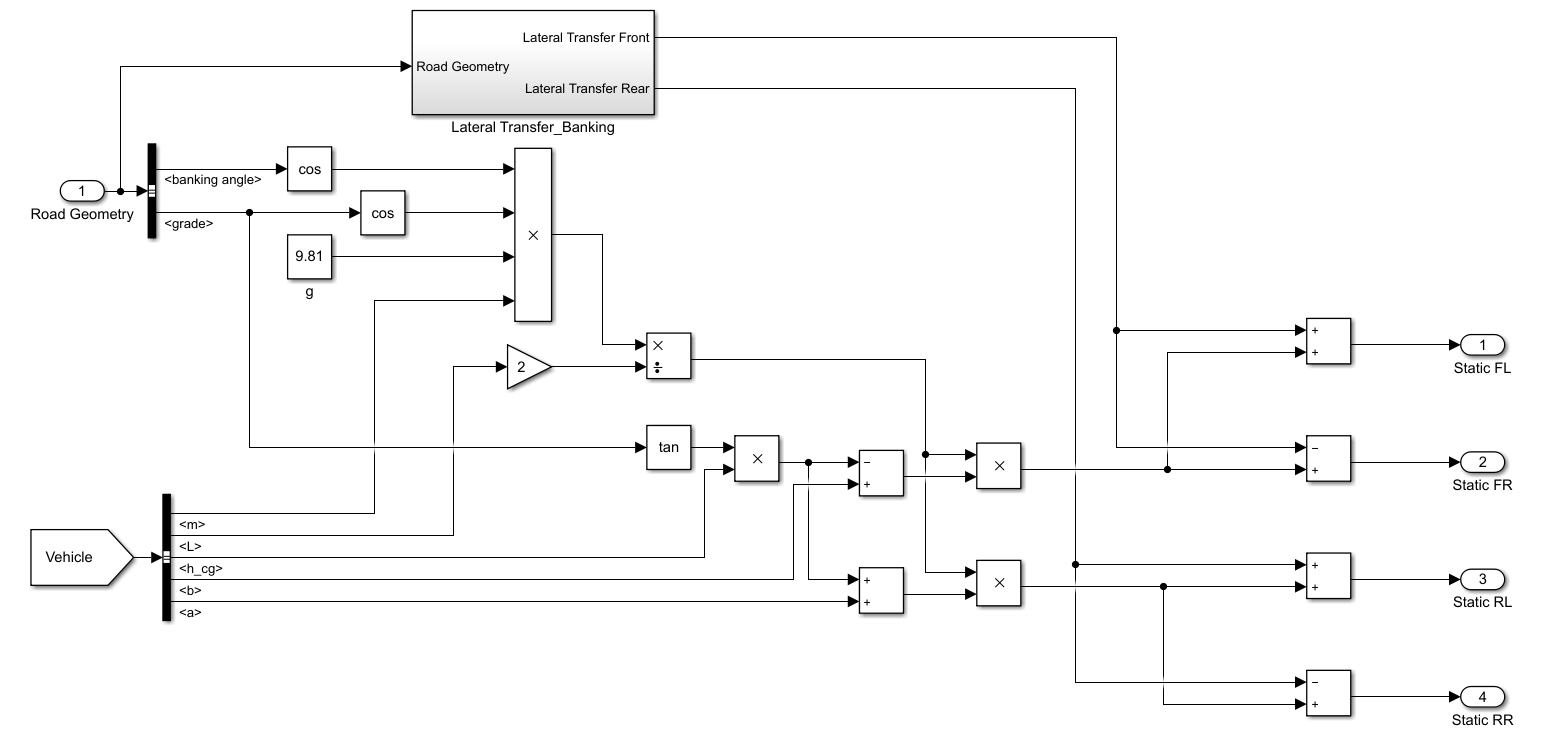 Lateral Transfer Front
Road Geometry
Lateral Transfer Rear
Lateral Transfer_Banking
1
Road Geometry
<banking angle>
<grade>
cos
cos
9.81
g
×
2
×
÷
tan
×
−
+
×
+
+
×
Vehicle
<m>
<L>
<h_cg>
<b>
<a>
+
+
1
Static FL
−
+
2
Static FR
+
+
3
Static RL
−
+
4
Static RR